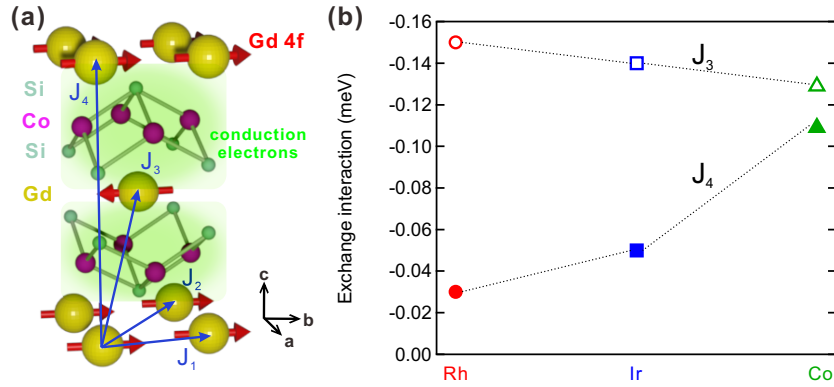 (a)
Gd 4f
J4
Si
Co
Si
conduction
electrons
J3
Gd
J2
J1
c
b
a
(b)
Exchange interaction (meV)
-0.16
-0.14
-0.12
-0.10
-0.08
-0.06
-0.04
-0.02
0.00
J3
J4
Rh
Ir
Co